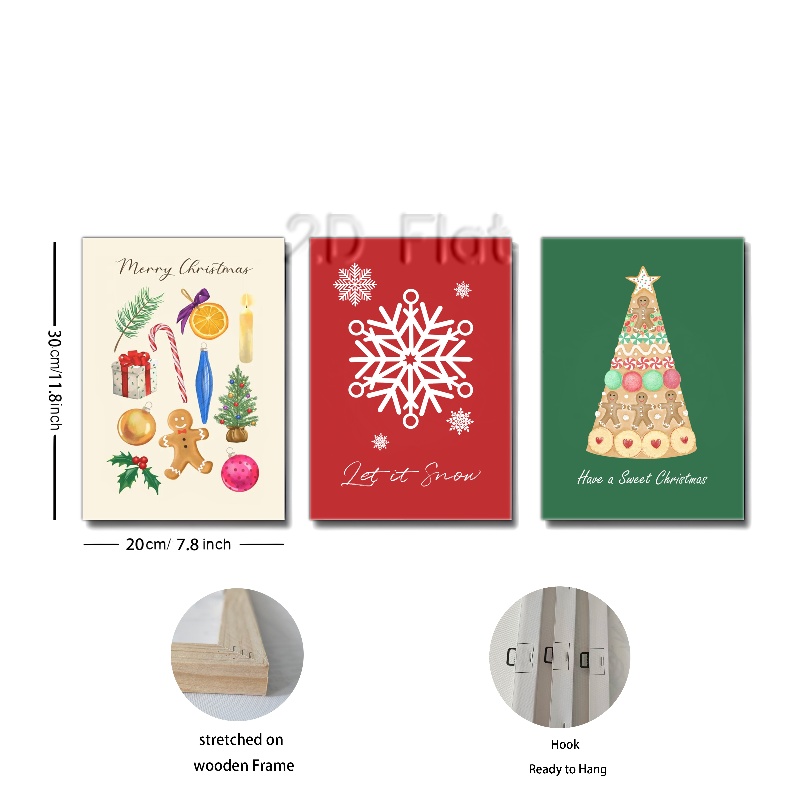 2D Flat
Merry Christmas
Let it Snow
Have a Sweet Christmas
30cm/11.8inch
20cm/ 7.8 inch
stretched on
wooden Frame
Hook
Ready to Hang